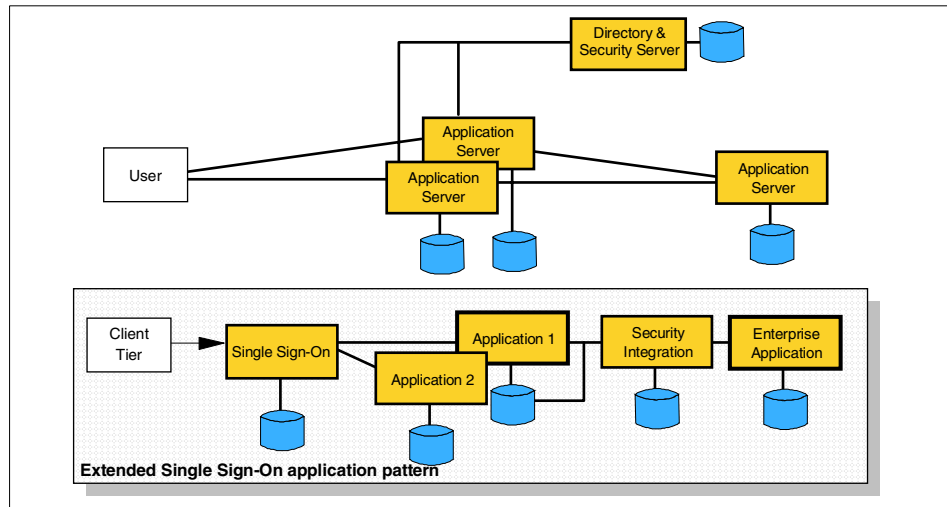 Directory &
Security Server
Application
Server
User
Application
Server
Application
Server
Client
Tier
Single Sign-On
Application 1
Application 2
Security
Integration
Enterprise
Application
Extended Single Sign-On application pattern